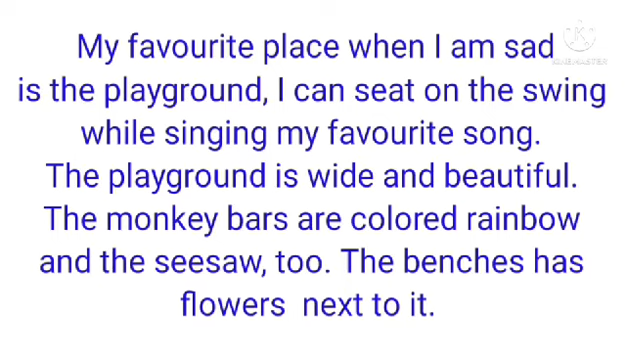 My favourite place when I am sad
is the playground, I can seat on the swing
while singing my favourite song.
The playground is wide and beautiful.
The monkey bars are colored rainbow
and the seesaw, too. The benches has
flowers  next to it.
KINEMASTER